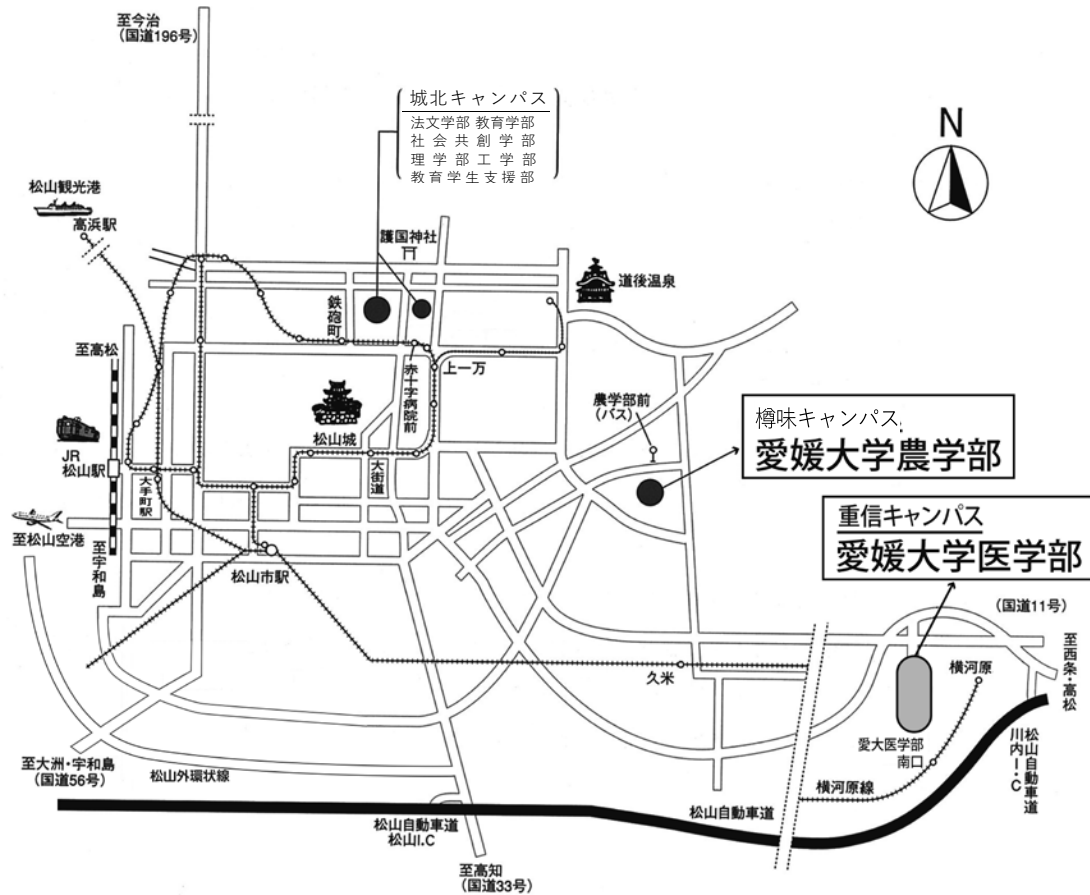 至今治
(国道196号)
城北キャンパス
法文学部 教育学部
社会共創学部
理学部 工学部
教育学生支援部
N
松山観光港
高浜駅
護国神社
道後温泉
鉄砲町
至高松
上一万
赤十字病院前
農学部前
(バス)
樽味キャンパス
愛媛大学農学部
松山城
JR
松山駅
大手町駅
大街道
重信キャンパス
愛媛大学医学部
至松山空港
至宇和島
松山市駅
(国道11号)
至西条・高松
久米
横河原
愛大医学部
南口
至大洲・宇和島
(国道56号)
松山外環状線
横河原線
松山自動車道
川内I・C
松山自動車道
松山自動車道
松山I.C
至高知
(国道33号)